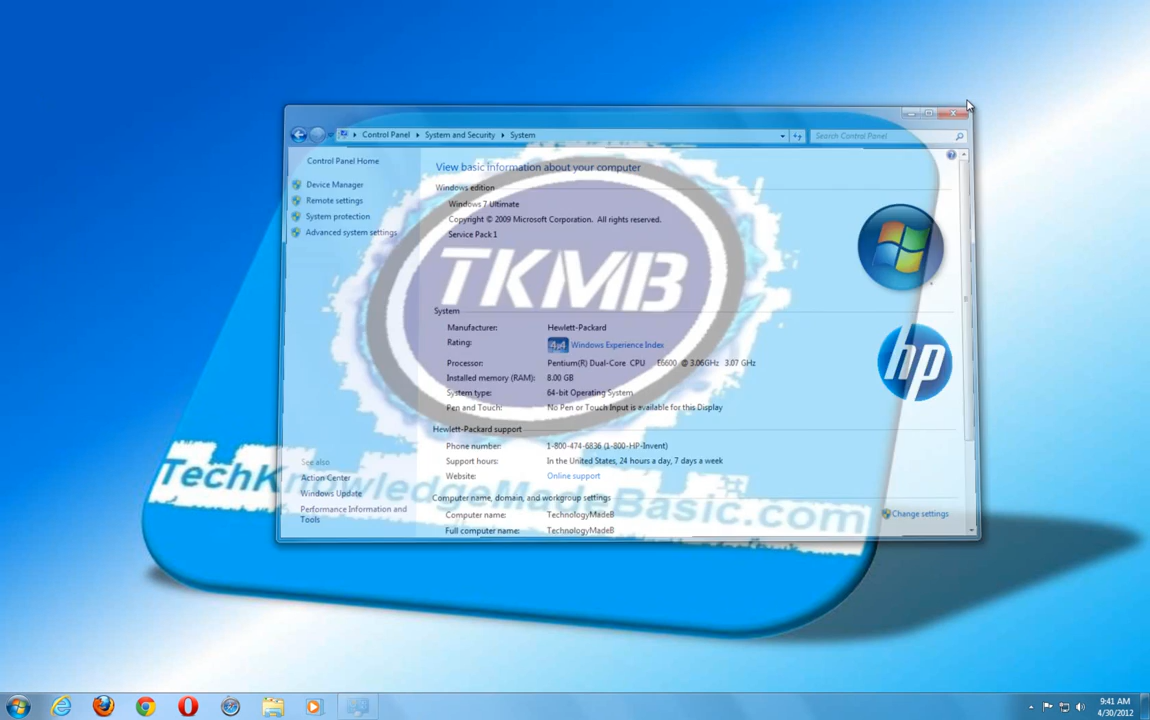 Control Panel ▸ System and Security ▸ System
Search Control Panel
Control Panel Home
Device Manager
Remote settings
System protection
Advanced system settings
See also
Action Center
Windows Update
Performance Information and
Tools
View basic information about your computer
Windows edition
Windows 7 Ultimate
Copyright © 2009 Microsoft Corporation. All rights reserved.
Service Pack 1
TKMB
System
Manufacturer: Hewlett-Packard
Rating: 4.4 Windows Experience Index
Processor: Pentium(R) Dual-Core CPU E6600 @ 3.06GHz 3.07 GHz
Installed memory (RAM): 8.00 GB
System type: 64-bit Operating System
Pen and Touch: No Pen or Touch Input is available for this Display
hp
Hewlett-Packard support
Phone number: 1-800-474-6836 (1-800-HP-Invent)
Support hours: In the United States, 24 hours a day, 7 days a week
Website: Online support
TechKnowledgeMadeBasic.com
Computer name, domain, and workgroup settings
Computer name: TechnologyMadeB
Change settings
Full computer name: TechnologyMadeB
9:41 AM
4/30/2012